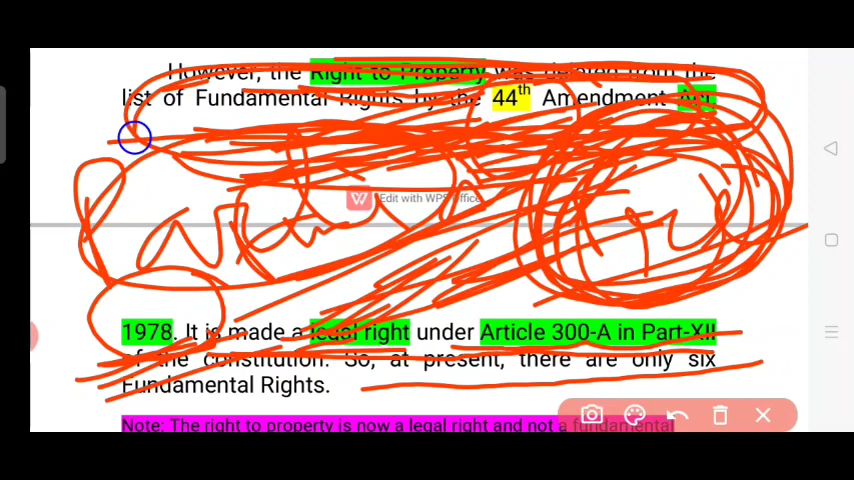 However, the Right to Property was deleted from the
list of Fundamental Rights by the 44th Amendment Act,
Edit with WPS Office
1978. It is made a legal right under Article 300-A in Part-XII
of the constitution. So, at present, there are only six
Fundamental Rights.
Note: The right to property is now a legal right and not a fundamental